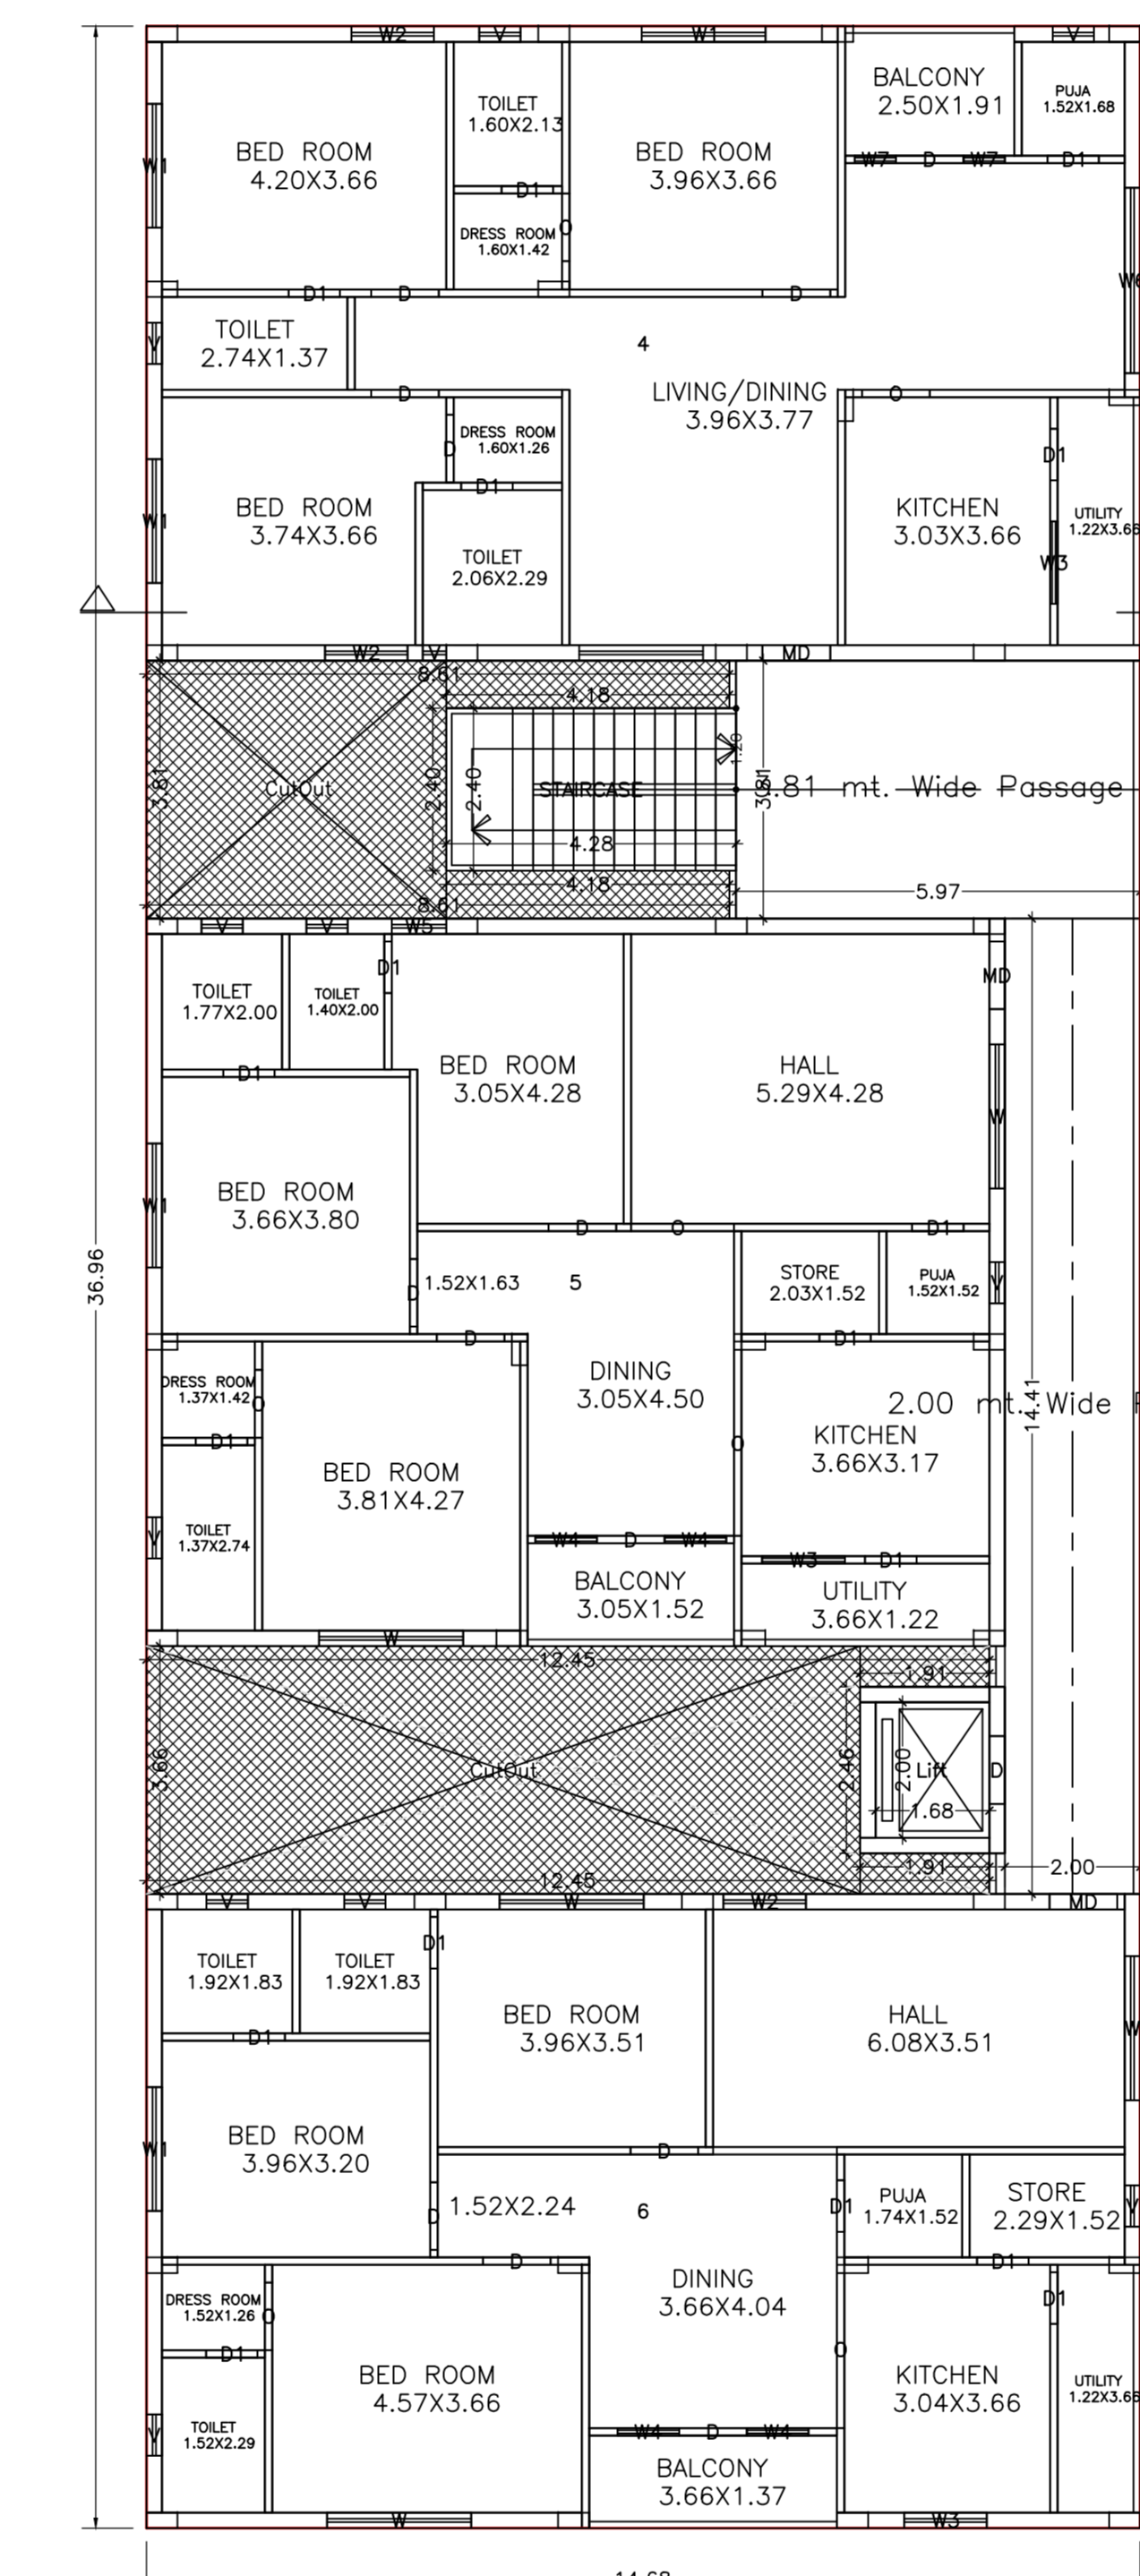 W2
V
W1
V
BED ROOM
4.20X3.66
TOILET
1.60X2.13
BED ROOM
3.96X3.66
BALCONY
2.50X1.91
PUJA
1.52X1.68
W1
W7
D
W7
D1
D1
DRESS ROOM
1.60X1.42
O
D1
D
D
V
TOILET
2.74X1.37
4
LIVING/DINING
3.96X3.77
D
O
DRESS ROOM
1.60X1.26
D
D1
D1
W1
BED ROOM
3.74X3.66
TOILET
2.06X2.29
KITCHEN
3.03X3.66
W3
UTILITY
1.22X3.66
W2
V
MD
8.61
4.18
3.81
CutOut
2.40
2.40
STAIRCASE
1.20
3.81
3.81 mt. Wide Passage
4.28
4.18
8.61
5.97
V
V
W5
TOILET
1.77X2.00
TOILET
1.40X2.00
D1
MD
D1
BED ROOM
3.05X4.28
HALL
5.29X4.28
W
W1
BED ROOM
3.66X3.80
D
O
D1
D
1.52X1.63
5
STORE
2.03X1.52
PUJA
1.52X1.52
V
D
D1
36.96
DRESS ROOM
1.37X1.42
O
D1
DINING
3.05X4.50
14.41
2.00 mt. Wide
KITCHEN
3.66X3.17
O
BED ROOM
3.81X4.27
V
TOILET
1.37X2.74
W4
D
W4
W3
D1
BALCONY
3.05X1.52
UTILITY
3.66X1.22
W
12.45
1.91
3.66
CutOut
2.46
2.00
Lift
D
1.68
12.45
1.91
2.00
V
V
W
W2
MD
TOILET
1.92X1.83
TOILET
1.92X1.83
D1
D1
BED ROOM
3.96X3.51
HALL
6.08X3.51
W
W1
BED ROOM
3.96X3.20
D
D
1.52X2.24
6
D1
PUJA
1.74X1.52
STORE
2.29X1.52
V
D
D1
DRESS ROOM
1.52X1.26
O
D1
DINING
3.66X4.04
O
D1
BED ROOM
4.57X3.66
KITCHEN
3.04X3.66
UTILITY
1.22X3.66
V
TOILET
1.52X2.29
W4
D
W4
BALCONY
3.66X1.37
W
W3